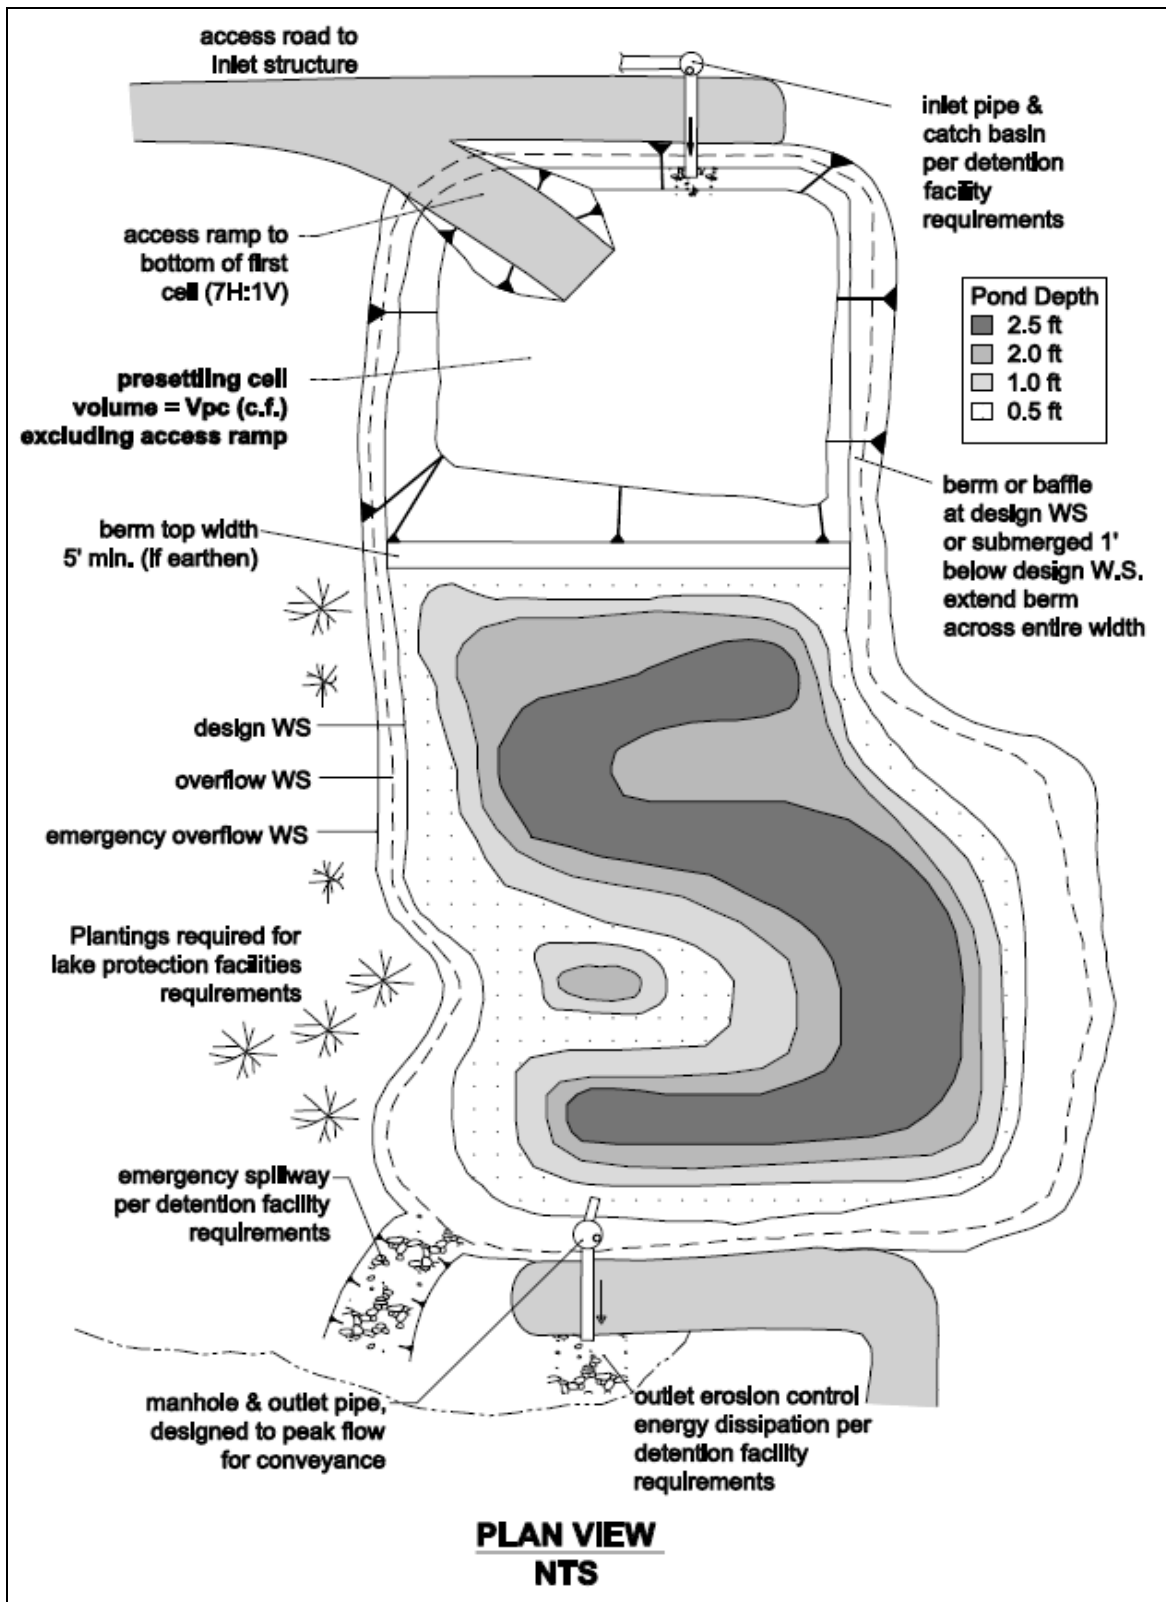 access road to
inlet structure
inlet pipe &
catch basin
per detention
facility
requirements
access ramp to
bottom of first
cell (7H:1V)
Pond Depth
2.5 ft
2.0 ft
1.0 ft
0.5 ft
presettling cell
volume = Vpc (c.f.)
excluding access ramp
berm or baffle
at design WS
or submerged 1'
below design W.S.
extend berm
across entire width
berm top width
5' min. (if earthen)
design WS
overflow WS
emergency overflow WS
Plantings required for
lake protection facilities
requirements
emergency spillway
per detention facility
requirements
manhole & outlet pipe,
designed to peak flow
for conveyance
outlet erosion control
energy dissipation per
detention facility
requirements
PLAN VIEW
NTS